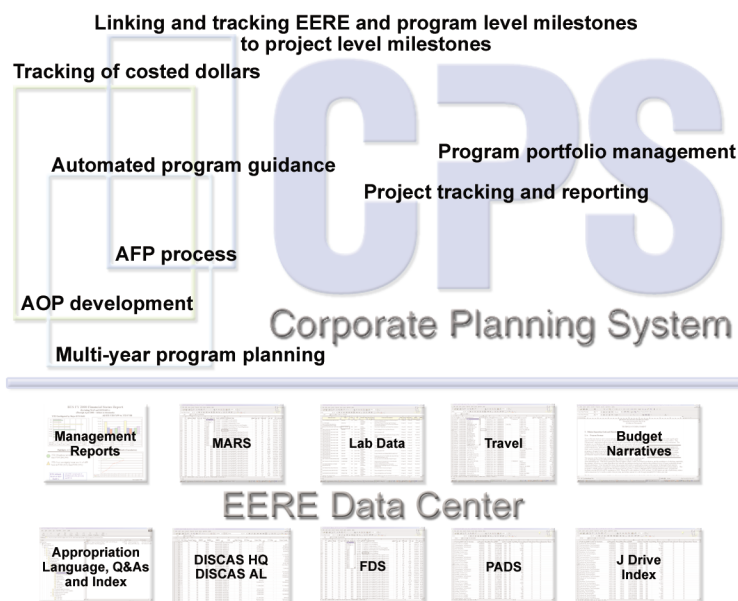 Linking and tracking EERE and program level milestones
to project level milestones
Tracking of costed dollars
CPS
Automated program guidance
Program portfolio management
Project tracking and reporting
AFP process
AOP development
Corporate Planning System
Multi-year program planning
Management
Reports
MARS
Lab Data
Travel
Budget
Narratives
EERE Data Center
Appropriation
Language, Q&As
and Index
DISCAS HQ
DISCAS AL
FDS
PADS
J Drive
Index